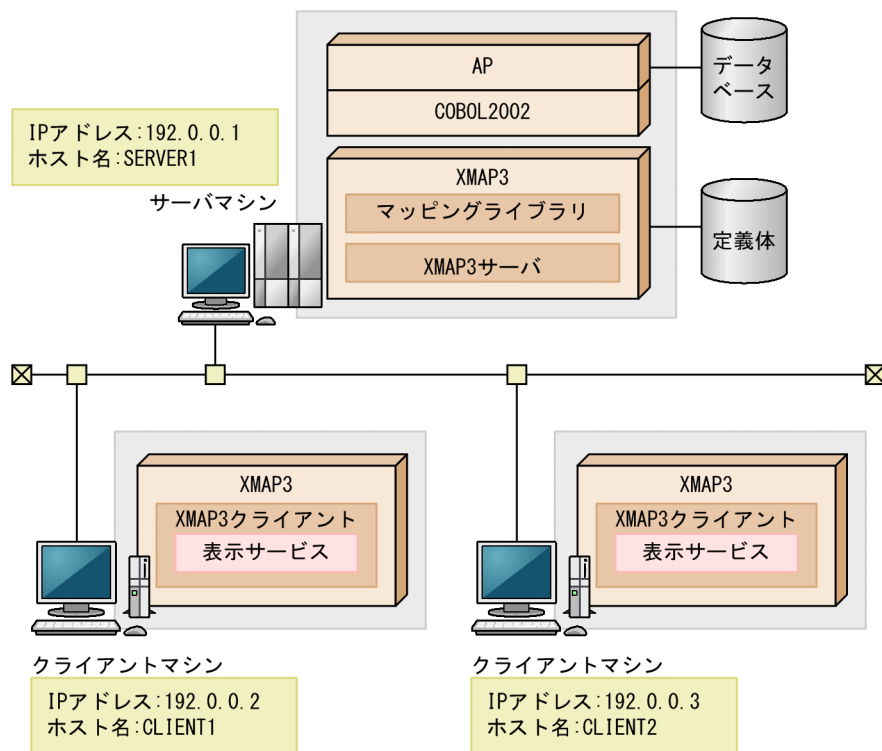 AP
COBOL2002
データ
ベース
IPアドレス:192.0.0.1
ホスト名:SERVER1
サーバマシン
XMAP3
マッピングライブラリ
XMAP3サーバ
定義体
XMAP3
XMAP3クライアント
表示サービス
クライアントマシン
IPアドレス:192.0.0.2
ホスト名:CLIENT1
XMAP3
XMAP3クライアント
表示サービス
クライアントマシン
IPアドレス:192.0.0.3
ホスト名:CLIENT2